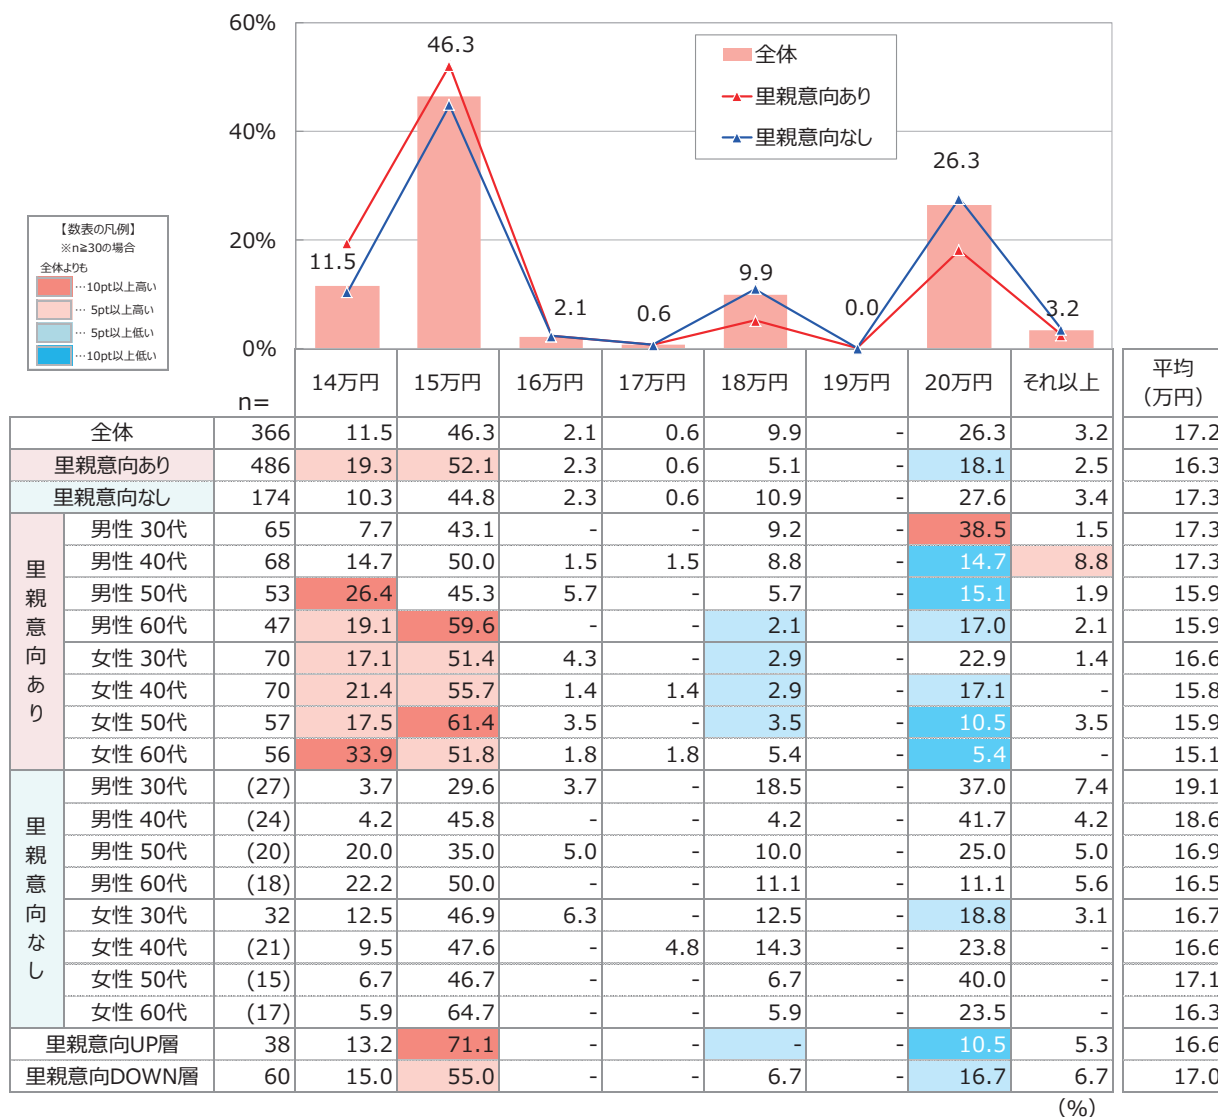 60%
46.3
全体
里親意向あり
里親意向なし
40%
26.3
【数表の凡例】
※n≧30の場合
全体よりも
…10pt以上高い
… 5pt以上高い
… 5pt以上低い
…10pt以上低い
20%
11.5
2.1
0.6
9.9
0.0
3.2
0%
n= 14万円 15万円 16万円 17万円 18万円 19万円 20万円 それ以上 平均
(万円)
全体 366 11.5 46.3 2.1 0.6 9.9 - 26.3 3.2 17.2
里親意向あり 486 19.3 52.1 2.3 0.6 5.1 - 18.1 2.5 16.3
里親意向なし 174 10.3 44.8 2.3 0.6 10.9 - 27.6 3.4 17.3
里親意向あり
男性 30代 65 7.7 43.1 - - 9.2 - 38.5 1.5 17.3
男性 40代 68 14.7 50.0 1.5 1.5 8.8 - 14.7 8.8 17.3
男性 50代 53 26.4 45.3 5.7 - 5.7 - 15.1 1.9 15.9
男性 60代 47 19.1 59.6 - - 2.1 - 17.0 2.1 15.9
女性 30代 70 17.1 51.4 4.3 - 2.9 - 22.9 1.4 16.6
女性 40代 70 21.4 55.7 1.4 1.4 2.9 - 17.1 - 15.8
女性 50代 57 17.5 61.4 3.5 - 3.5 - 10.5 3.5 15.9
女性 60代 56 33.9 51.8 1.8 1.8 5.4 - 5.4 - 15.1
里親意向なし
男性 30代 (27) 3.7 29.6 3.7 - 18.5 - 37.0 7.4 19.1
男性 40代 (24) 4.2 45.8 - - 4.2 - 41.7 4.2 18.6
男性 50代 (20) 20.0 35.0 5.0 - 10.0 - 25.0 5.0 16.9
男性 60代 (18) 22.2 50.0 - - 11.1 - 11.1 5.6 16.5
女性 30代 32 12.5 46.9 6.3 - 12.5 - 18.8 3.1 16.7
女性 40代 (21) 9.5 47.6 - 4.8 14.3 - 23.8 - 16.6
女性 50代 (15) 6.7 46.7 - - 6.7 - 40.0 - 17.1
女性 60代 (17) 5.9 64.7 - - 5.9 - 23.5 - 16.3
里親意向UP層 38 13.2 71.1 - - - - 10.5 5.3 16.6
里親意向DOWN層 60 15.0 55.0 - - 6.7 - 16.7 6.7 17.0
(%)